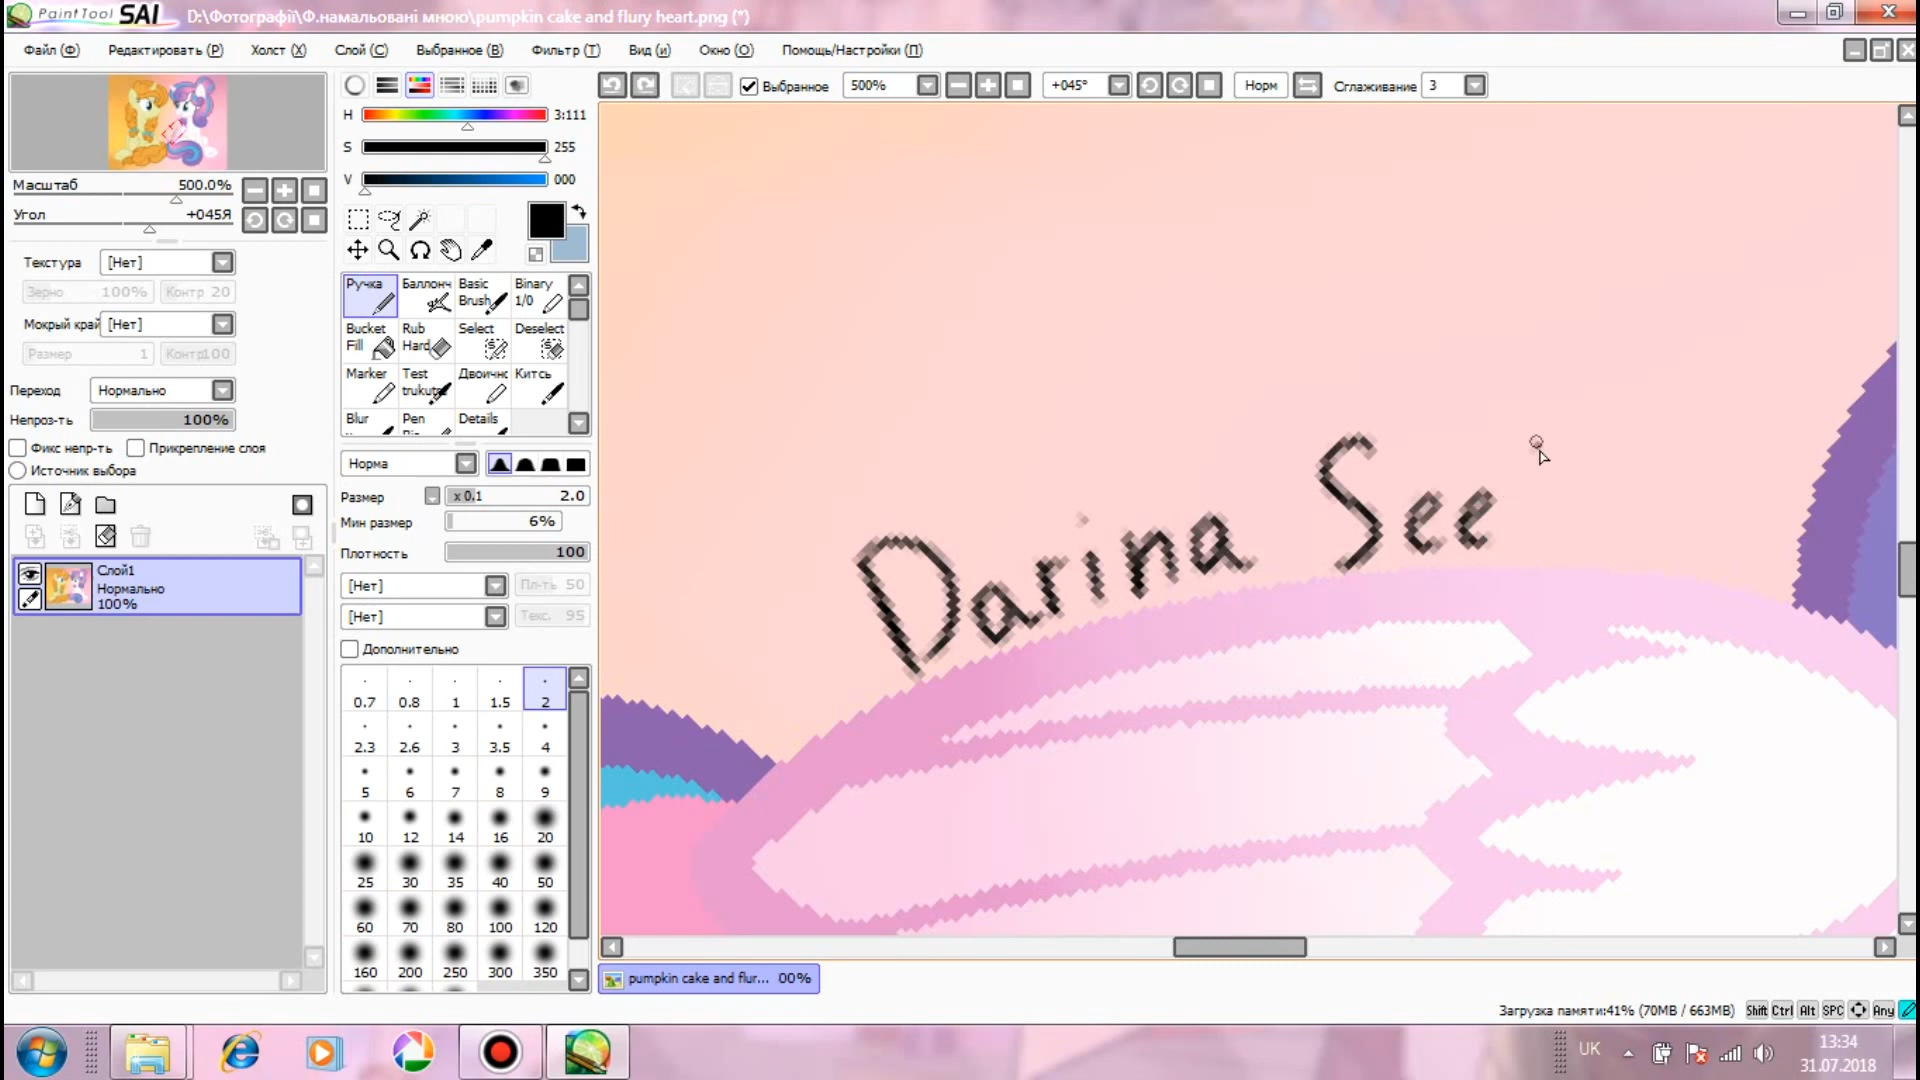 PaintTool SAI D:\Фотографії\Ф.намальовані мною\pumpkin cake and flury heart.png (*)
Файл (Ф) Редактировать (Р) Холст (Х) Слой (С) Выбранное (В) Фильтр (Т) Вид (и) Окно (О) Помощь/Настройки (П)
Выбранное 500% +045° Норм Сглаживание 3
H 3:111
S 255
V 000
Масштаб 500.0%
Угол +045Я
Текстура [Нет]
Зерно 100% Контр 20
Мокрый край [Нет]
Размер 1 Контр100
Переход Нормально
Непроз-ть 100%
Фикс непр-ть Прикрепление слоя
Источник выбора
Слой1
Нормально
100%
Ручка Баллонч Basic Brush Binary 1/0
Bucket Fill Rub Hard Select Deselect
Marker Test trukute Двоично Китсь
Blur Pen Details
Норма
Размер x 0.1 2.0
Мин размер 6%
Плотность 100
[Нет] Пл-ть 50
[Нет] Текс. 95
Дополнительно
0.7 0.8 1 1.5 2
2.3 2.6 3 3.5 4
5 6 7 8 9
10 12 14 16 20
25 30 35 40 50
60 70 80 100 120
160 200 250 300 350
Darina See
pumpkin cake and flur... 00%
Загрузка памяти:41% (70MB / 663MB) Shift Ctrl Alt SPC Any
UK 13:34
31.07.2018